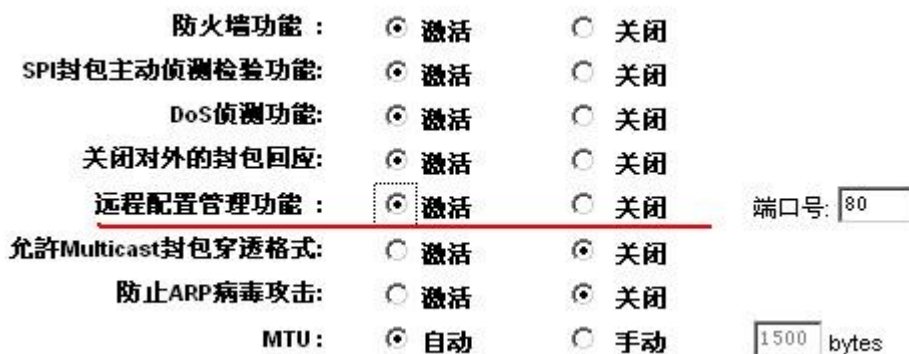 防火墙功能 : 激活 关闭
SPI封包主动侦测检验功能: 激活 关闭
DoS侦测功能: 激活 关闭
关闭对外的封包回应: 激活 关闭
远程配置管理功能 : 激活 关闭 端口号: 80
允許Multicast封包穿透格式: 激活 关闭
防止ARP病毒攻击: 激活 关闭
MTU : 自动 手动 1500 bytes